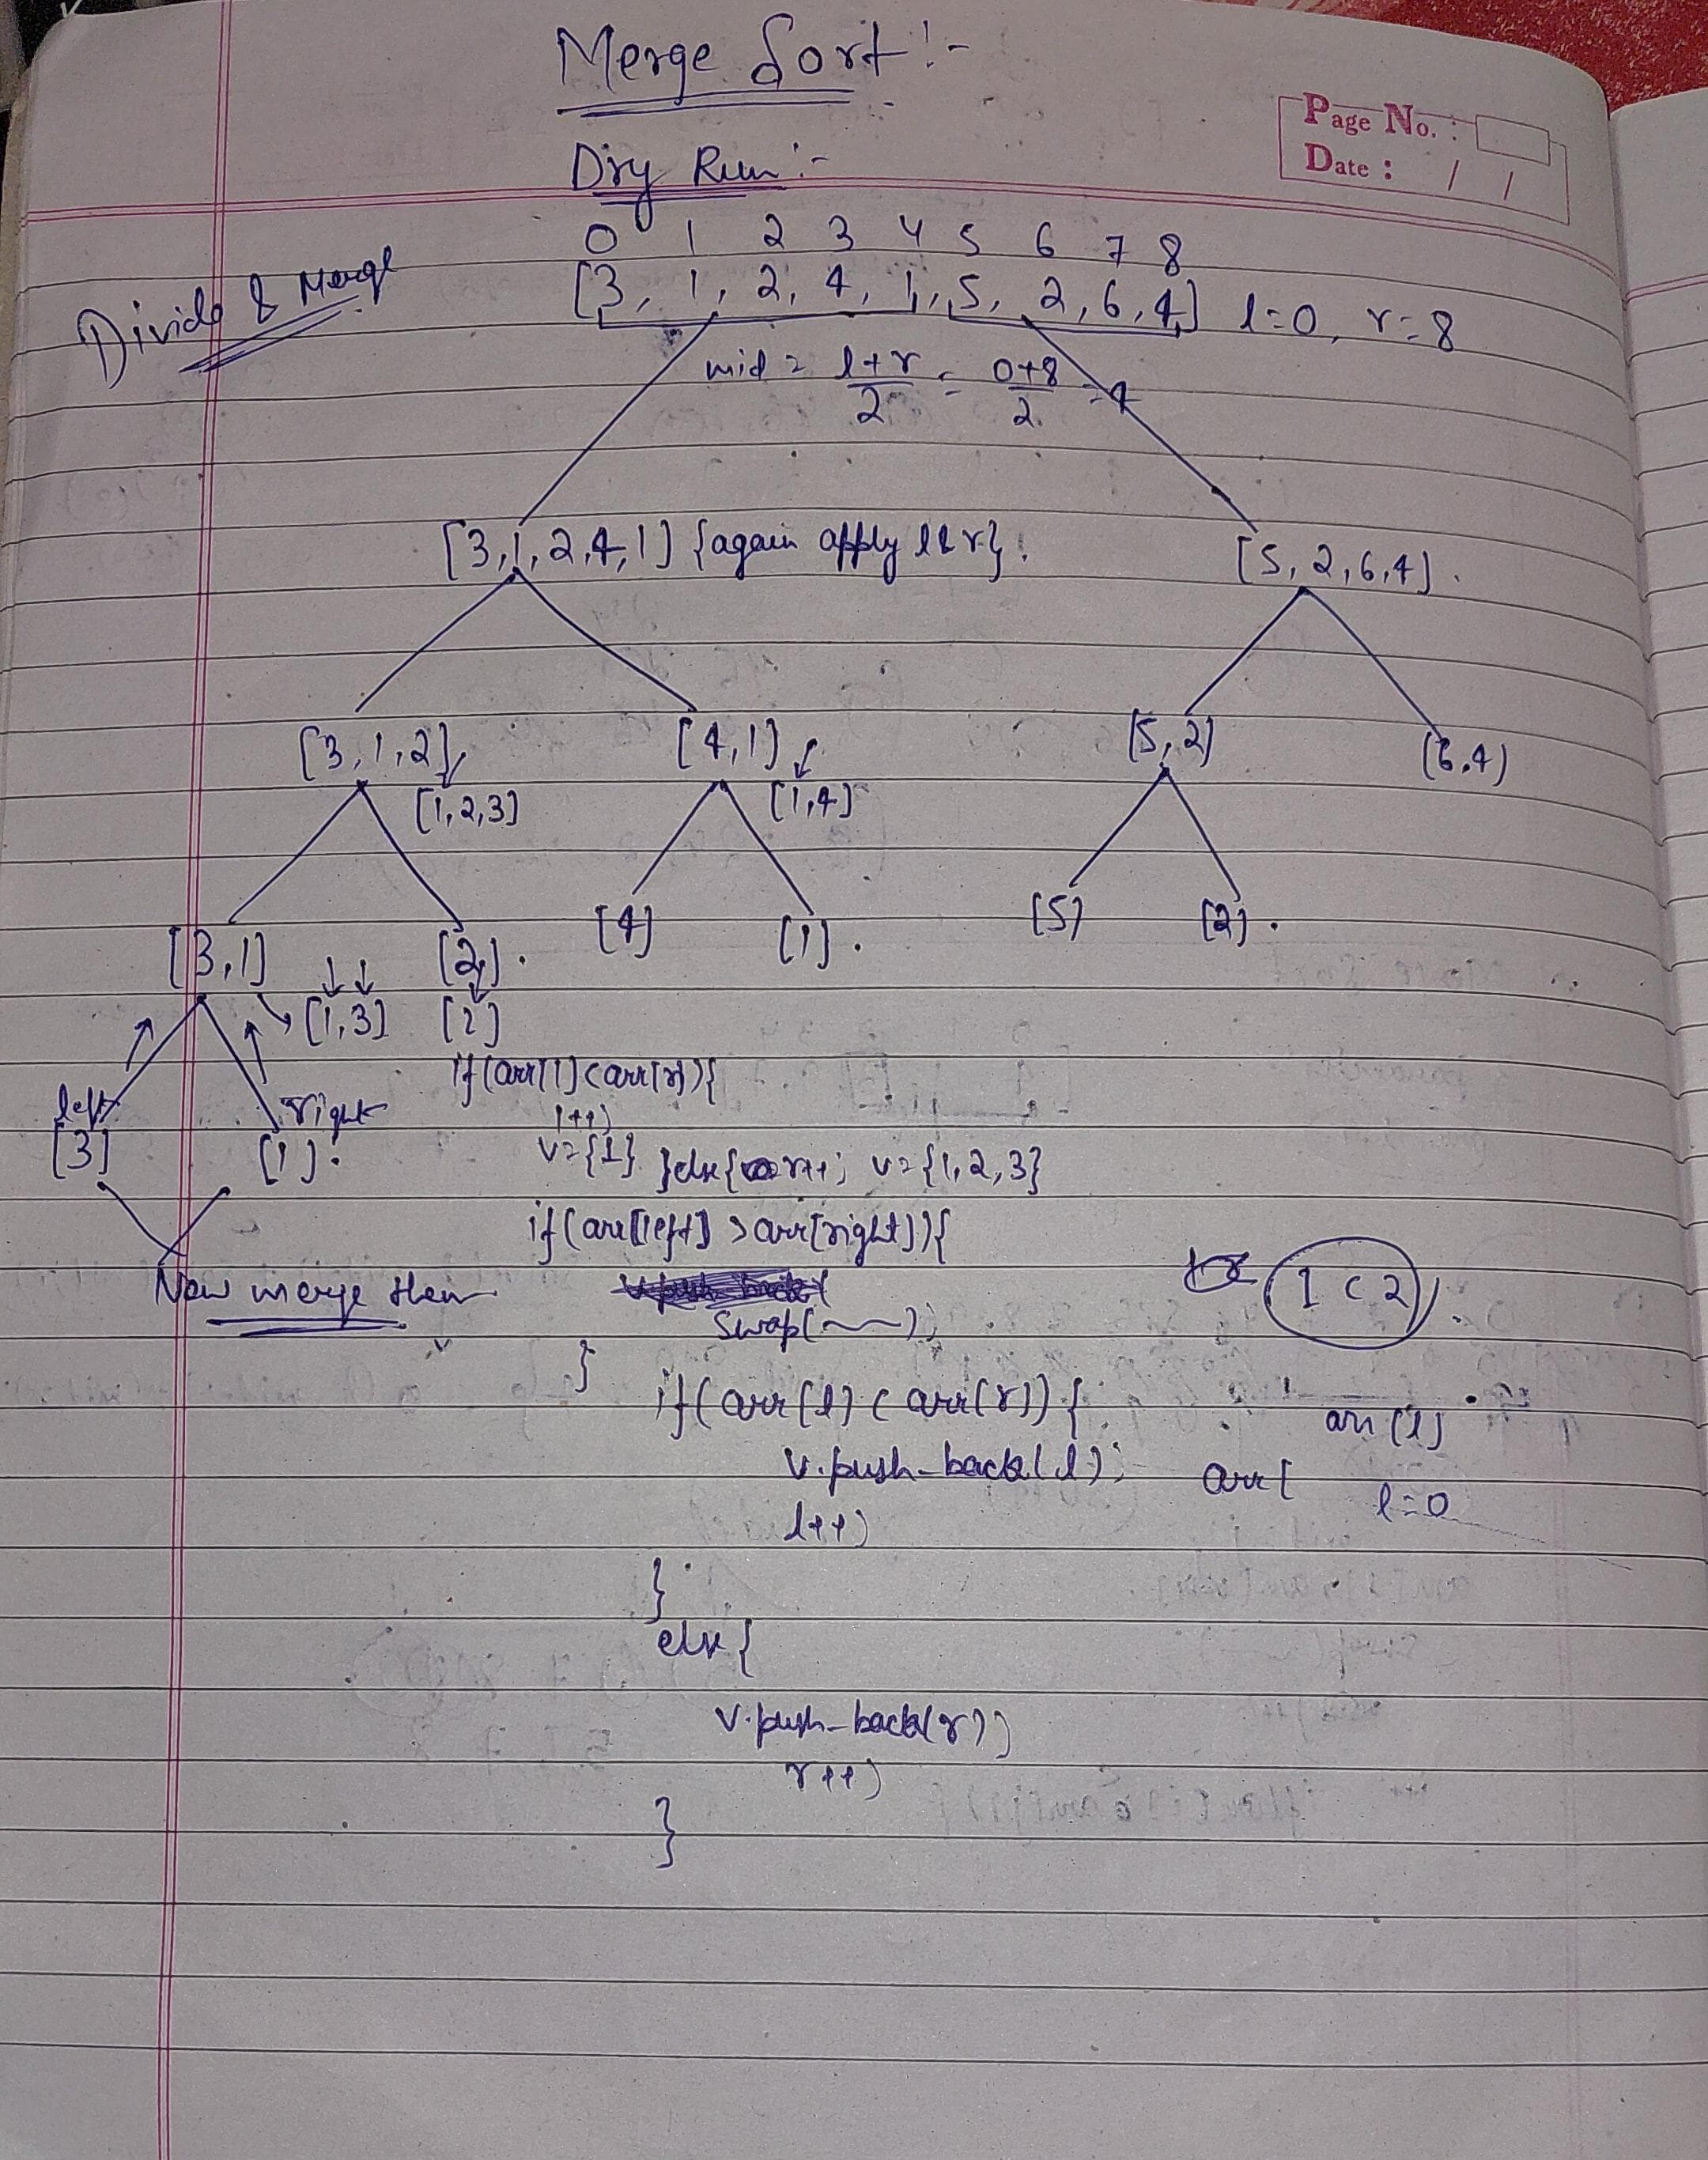 Merge Sort :-
Page No. :
Date : / /
Dry Run :-
0 1 2 3 4 5 6 7 8
Divide & Merge
[3, 1, 2, 4, 1, 5, 2, 6, 4] l=0, r=8
mid = l+r/2 = 0+8/2 = 4
[3,1,2,4,1] {again apply l & r}.
[5,2,6,4].
[3,1,2] [4,1] [5,2] [6,4]
[1,2,3] [1,4]
[3,1] [2]. [4] [1]. [5] [2].
[1,3] [2]
if(arr[l]<arr[r]){
left right l++;
[3] [1]. v={1} }else{ r++; v={1,2,3}
if(arr[left]>arr[right]){
Now merge them
1<2
swap( );
}
if(arr[l]<arr[r]){
arr[l]
v.push_back(l);
arr[ l=0
l++;
}
else{
v.push_back(r);
r++;
}